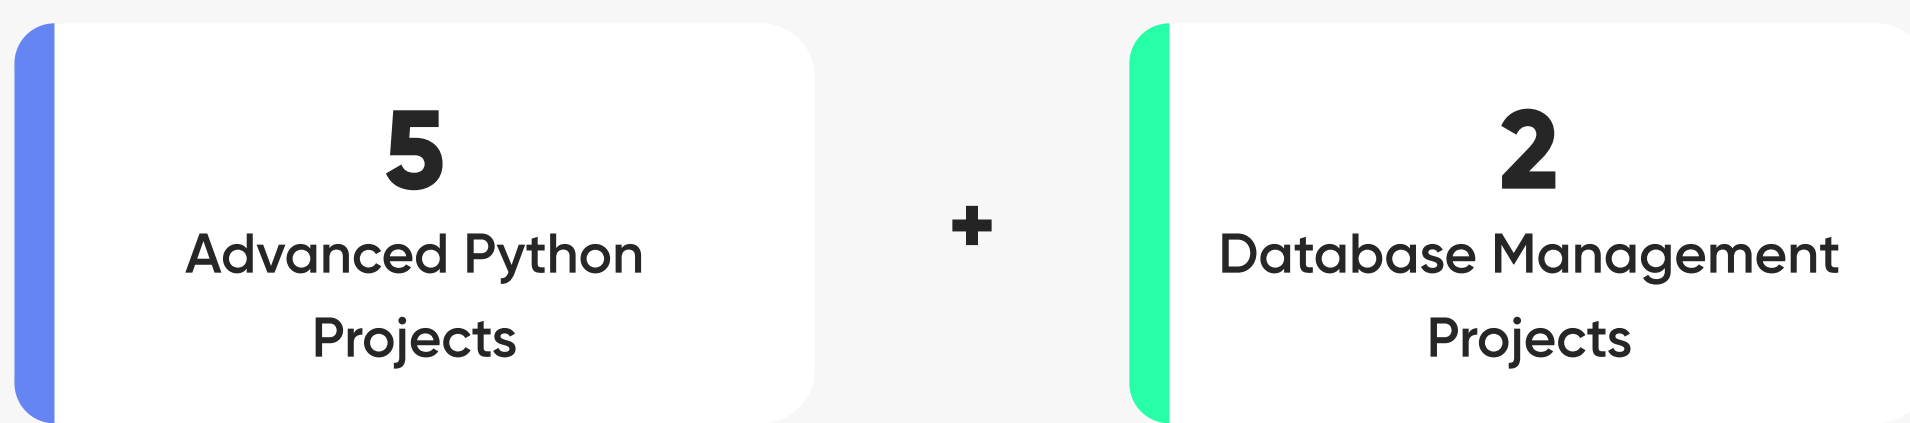 5
Advanced Python
Projects
+
2
Database Management
Projects